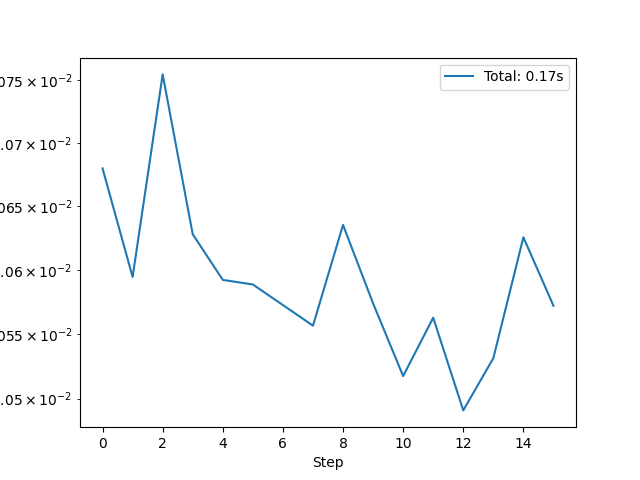 Total: 0.17s
075 × 10⁻²
.07 × 10⁻²
065 × 10⁻²
.06 × 10⁻²
055 × 10⁻²
.05 × 10⁻²
0 2 4 6 8 10 12 14
Step